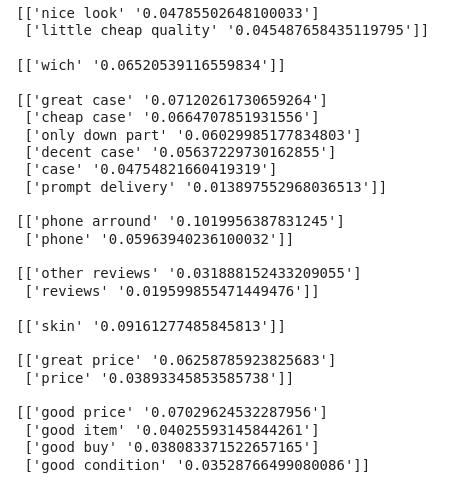 [['nice look' '0.04785502648100033']
['little cheap quality' '0.045487658435119795']]
[['wich' '0.06520539116559834']]
[['great case' '0.07120261730659264']
['cheap case' '0.0664707851931556']
['only down part' '0.06029985177834803']
['decent case' '0.05637229730162855']
['case' '0.04754821660419319']
['prompt delivery' '0.013897552968036513']]
[['phone arround' '0.1019956387831245']
['phone' '0.05963940236100032']]
[['other reviews' '0.031888152433209055']
['reviews' '0.019599855471449476']]
[['skin' '0.09161277485845813']]
[['great price' '0.06258785923825683']
['price' '0.03893345853585738']]
[['good price' '0.07029624532287956']
['good item' '0.04025593145844261']
['good buy' '0.038083371522657165']
['good condition' '0.03528766499080086']]